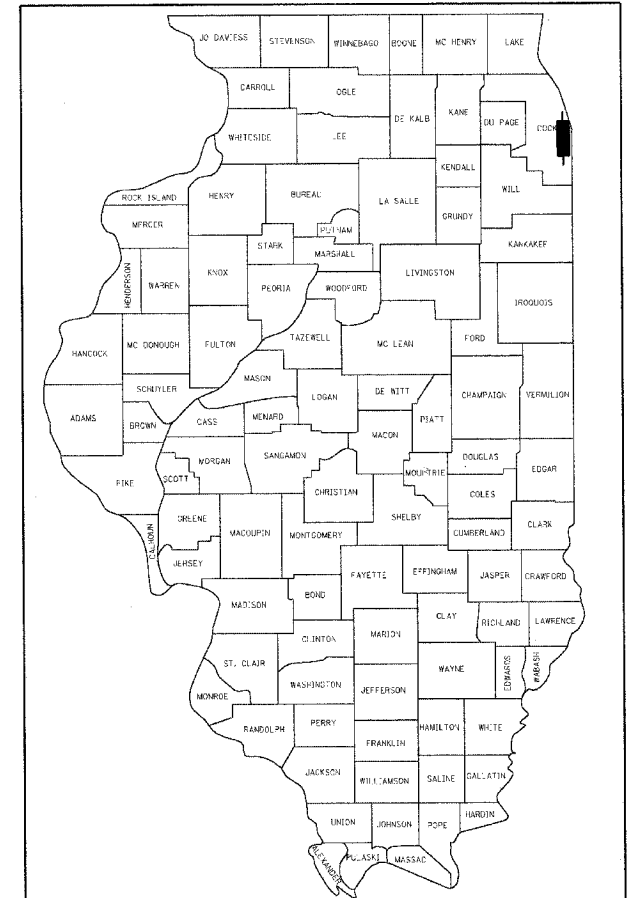 JO DAVIESS STEVENSON WINNEBAGO BOONE MC HENRY LAKE
CARROLL OGLE DE KALB KANE DU PAGE COOK
WHITESIDE LEE
KENDALL WILL
ROCK ISLAND HENRY BUREAU LA SALLE GRUNDY
MERCER PUTNAM
STARK MARSHALL KANKAKEE
HENDERSON WARREN KNOX PEORIA WOODFORD LIVINGSTON IROQUOIS
HANCOCK MC DONOUGH FULTON TAZEWELL MC LEAN FORD
MASON
SCHUYLER LOGAN DE WITT CHAMPAIGN VERMILION
ADAMS BROWN CASS MENARD MACON PIATT
MORGAN SANGAMON DOUGLAS
PIKE SCOTT CHRISTIAN MOULTRIE EDGAR
COLES
GREENE MACOUPIN MONTGOMERY SHELBY CUMBERLAND CLARK
CALHOUN JERSEY
FAYETTE EFFINGHAM JASPER CRAWFORD
MADISON BOND
CLAY RICHLAND LAWRENCE
CLINTON MARION
ST. CLAIR WAYNE EDWARDS WABASH
WASHINGTON JEFFERSON
MONROE
RANDOLPH PERRY HAMILTON WHITE
FRANKLIN
JACKSON WILLIAMSON SALINE GALLATIN
UNION JOHNSON POPE HARDIN
ALEXANDER PULASKI MASSAC